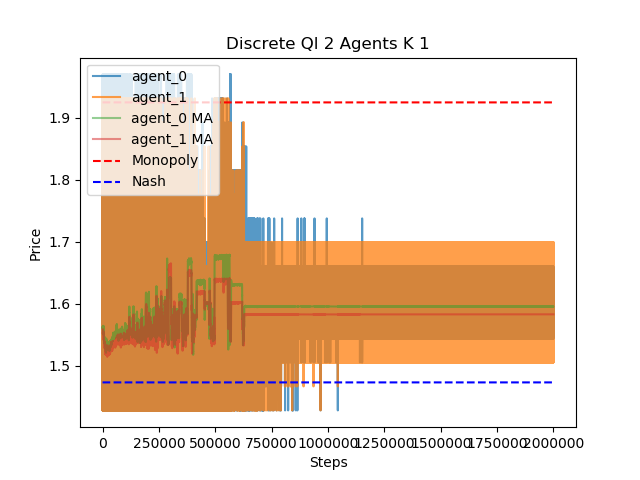 Discrete QI 2 Agents K 1
agent_0
agent_1
agent_0 MA
agent_1 MA
Monopoly
Nash
1.9
1.8
1.7
1.6
1.5
Price
0 250000 500000 750000 1000000 1250000 1500000 1750000 2000000
Steps